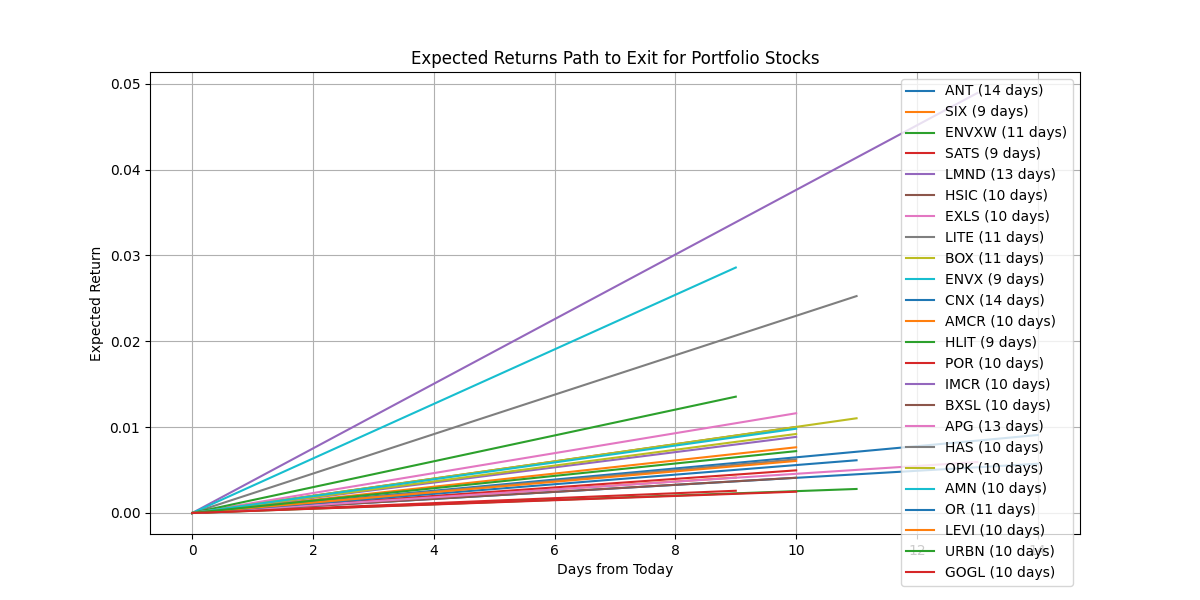 Expected Returns Path to Exit for Portfolio Stocks
Expected Return
0.05
0.04
0.03
0.02
0.01
0.00
0 2 4 6 8 10 12 14
Days from Today
ANT (14 days)
SIX (9 days)
ENVXW (11 days)
SATS (9 days)
LMND (13 days)
HSIC (10 days)
EXLS (10 days)
LITE (11 days)
BOX (11 days)
ENVX (9 days)
CNX (14 days)
AMCR (10 days)
HLIT (9 days)
POR (10 days)
IMCR (10 days)
BXSL (10 days)
APG (13 days)
HAS (10 days)
OPK (10 days)
AMN (10 days)
OR (11 days)
LEVI (10 days)
URBN (10 days)
GOGL (10 days)